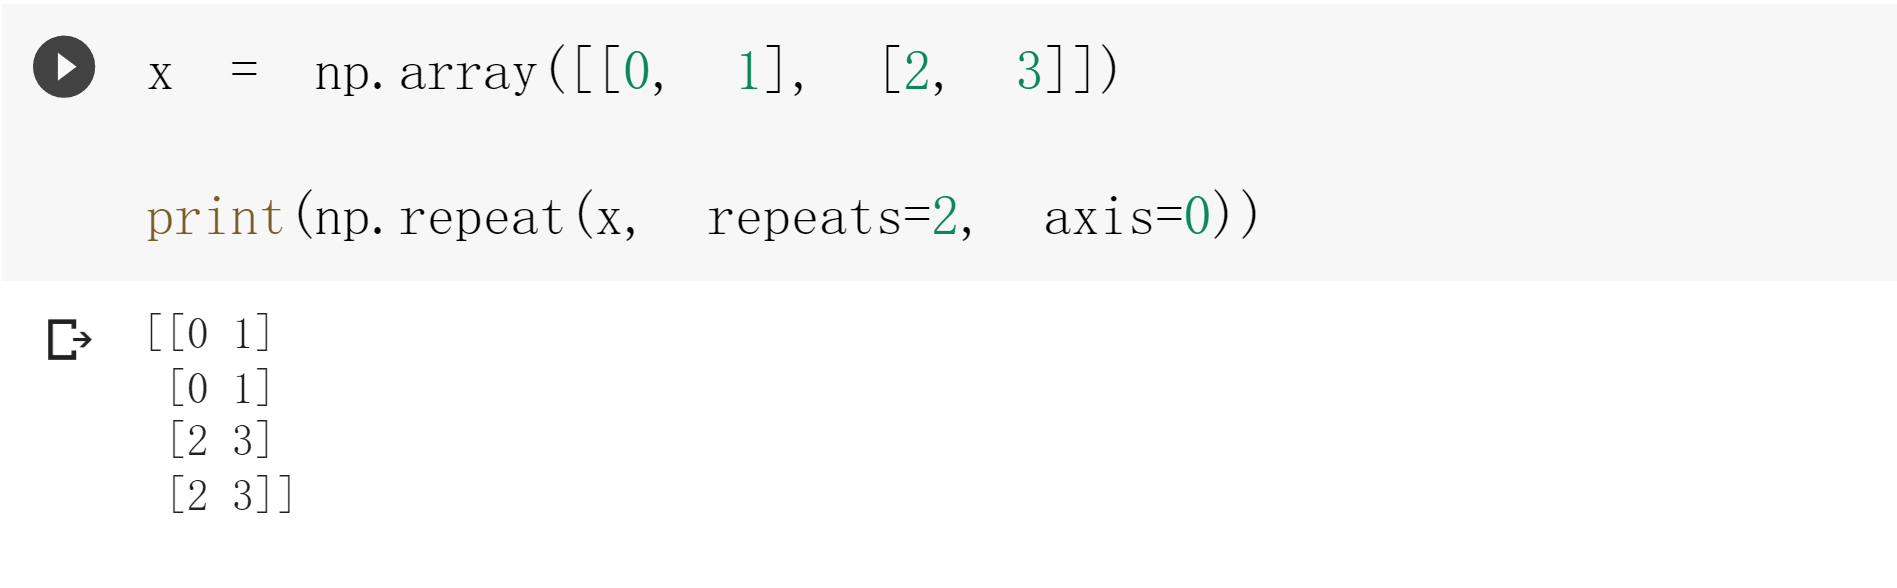 x = np.array([[0, 1], [2, 3]])
print(np.repeat(x, repeats=2, axis=0))
[[0 1]
[0 1]
[2 3]
[2 3]]